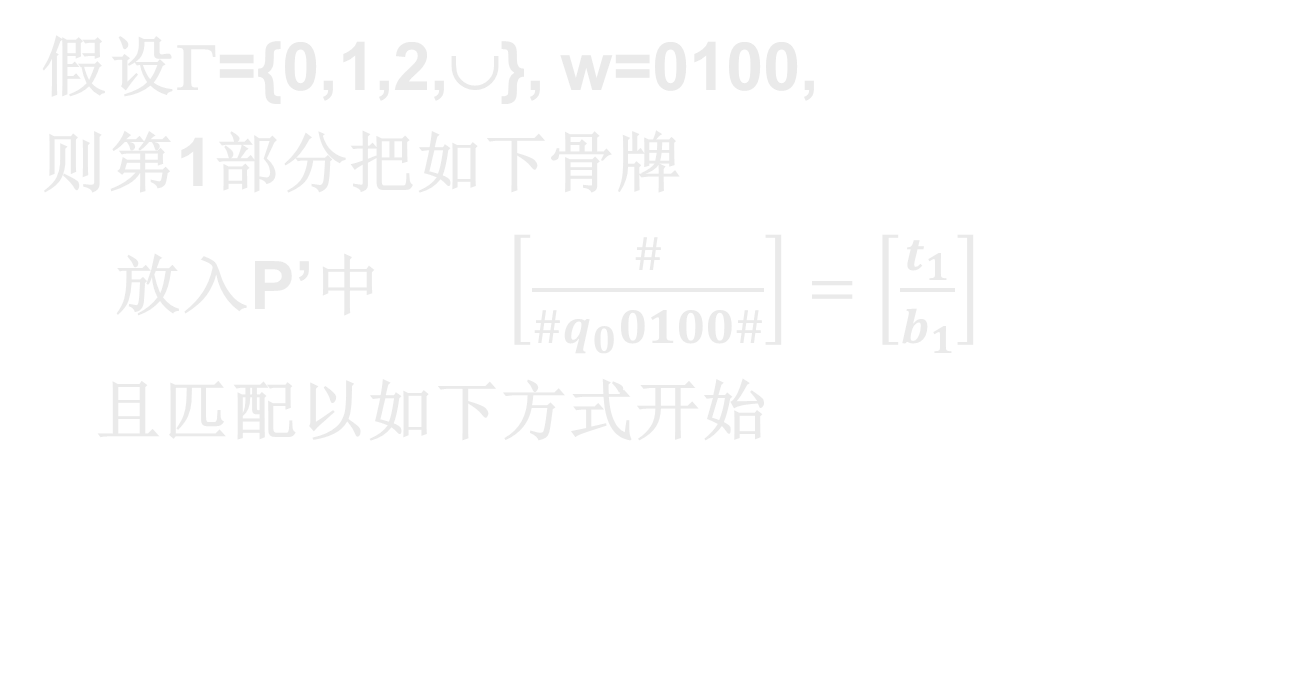 假设Γ={0,1,2,∪}, w=0100,
则第1部分把如下骨牌
放入P’中 [#/#q₀0100#] = [t₁/b₁]
且匹配以如下方式开始